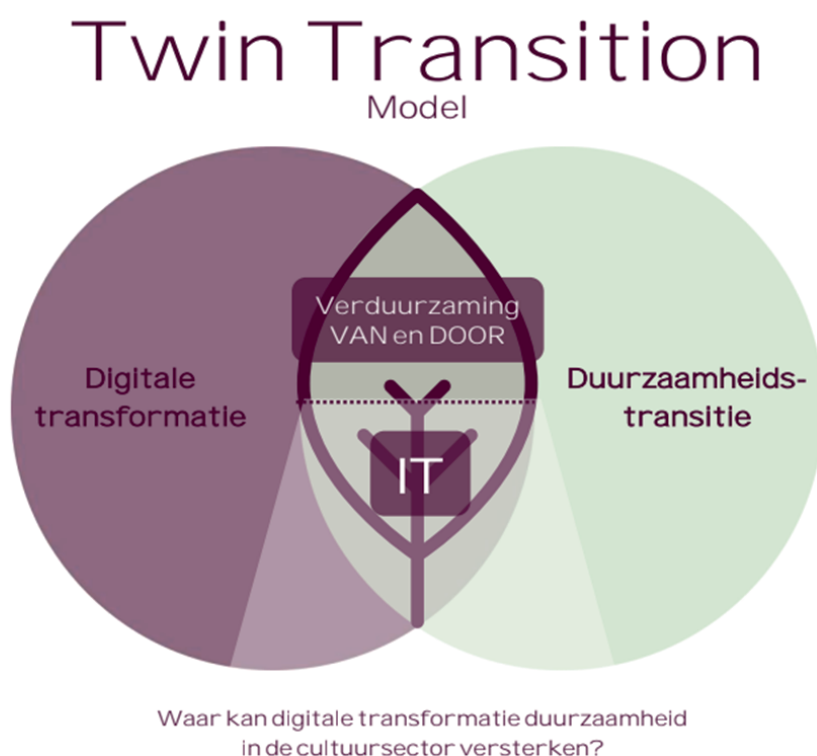 Twin Transition
Model
Verduurzaming
VAN en DOOR
Digitale
transformatie
Duurzaamheids-
transitie
IT
Waar kan digitale transformatie duurzaamheid
in de cultuursector versterken?